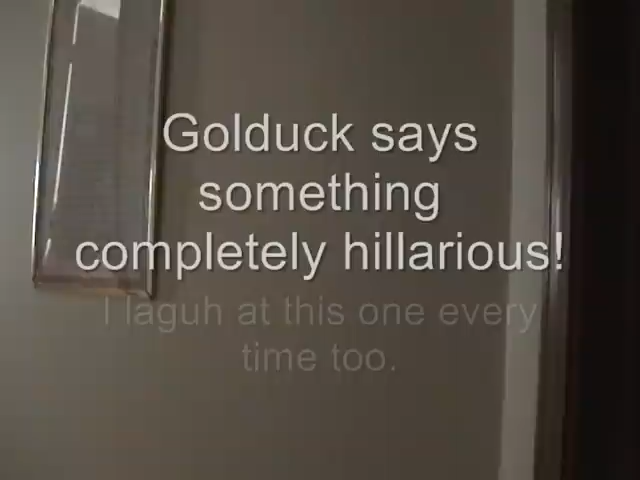 Golduck says
something
completely hillarious!
I laguh at this one every
time too.